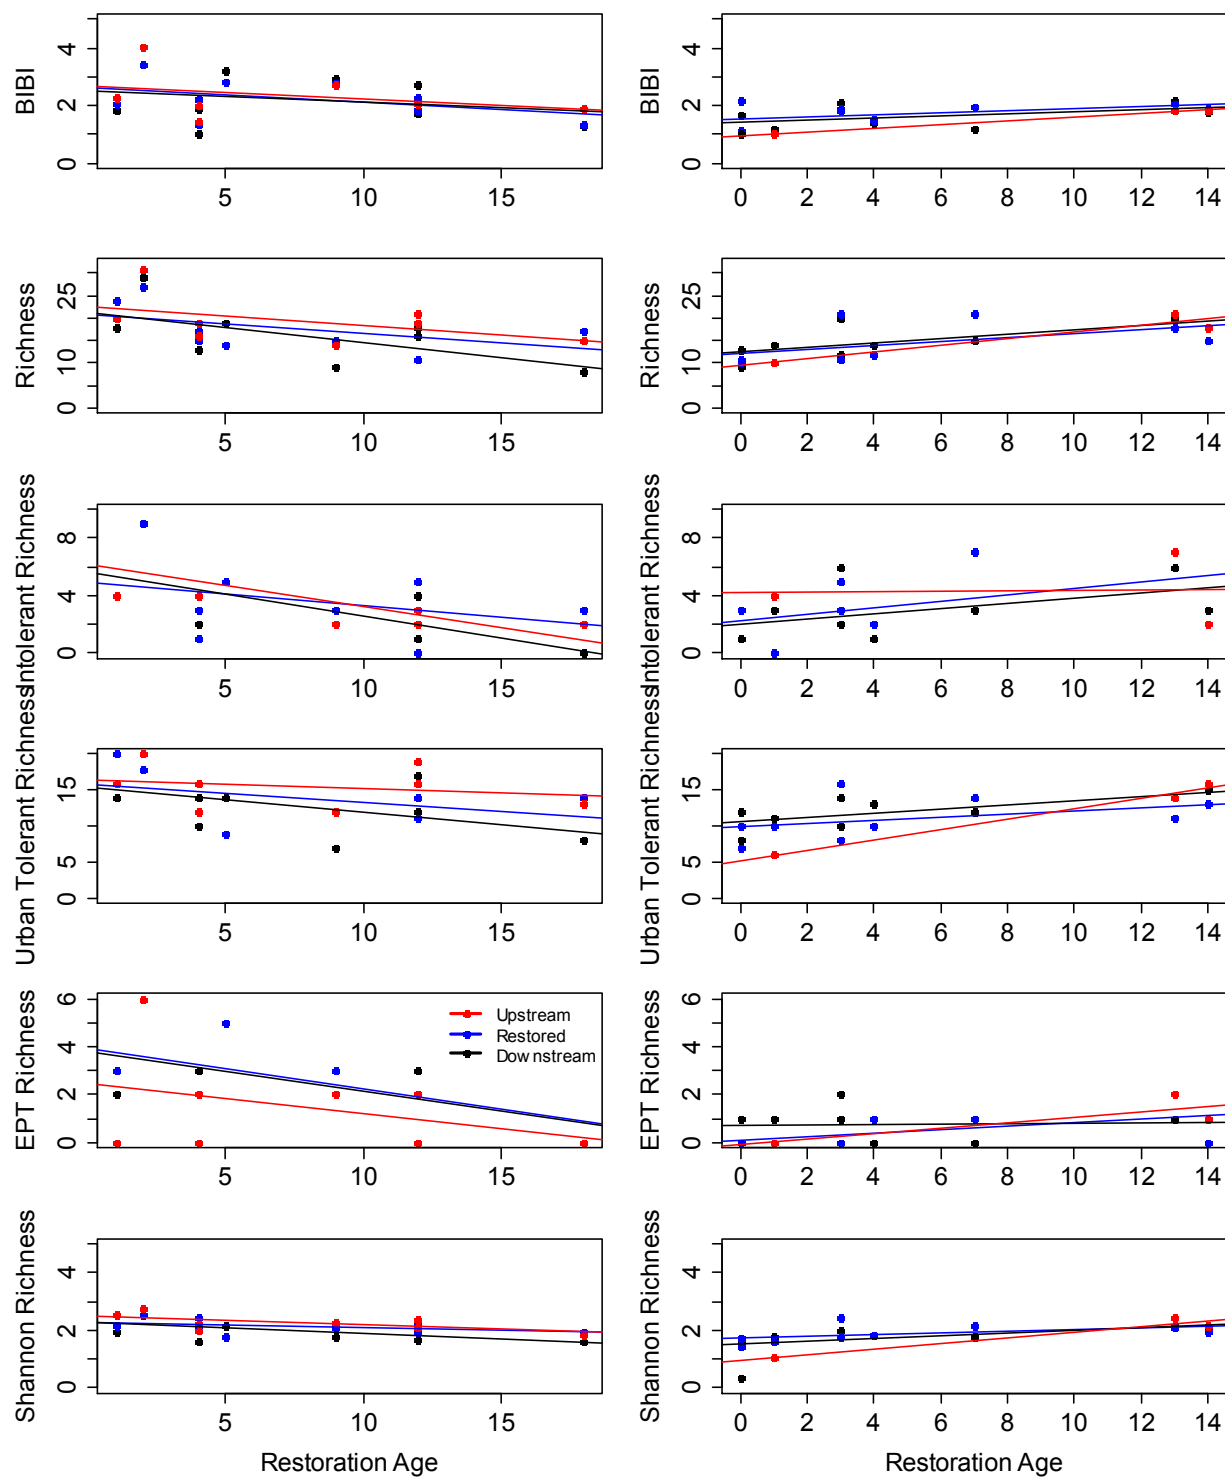 BIBI
0 2 4
5 10 15
BIBI
0 2 4
0 2 4 6 8 10 12 14
Richness
0 10 25
5 10 15
Richness
0 10 25
0 2 4 6 8 10 12 14
Intolerant Richness
0 4 8
5 10 15
Intolerant Richness
0 4 8
0 2 4 6 8 10 12 14
Urban Tolerant Richness
0 5 15
5 10 15
Urban Tolerant Richness
0 5 15
0 2 4 6 8 10 12 14
EPT Richness
0 2 4 6
Upstream
Restored
Dow nstream
5 10 15
EPT Richness
0 2 4 6
0 2 4 6 8 10 12 14
Shannon Richness
0 2 4
5 10 15
Restoration Age
Shannon Richness
0 2 4
0 2 4 6 8 10 12 14
Restoration Age